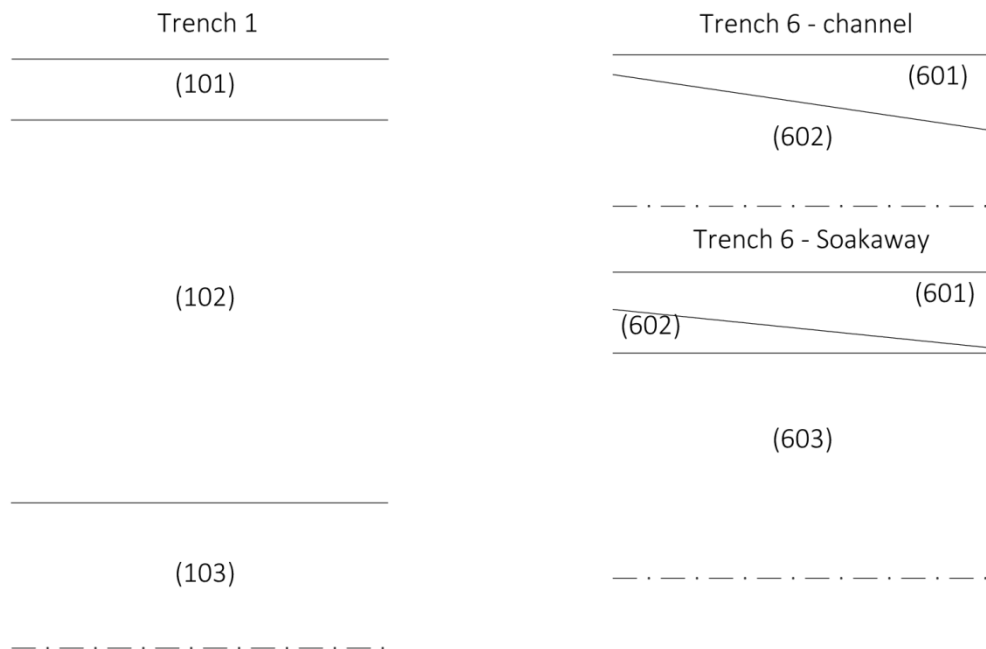 Trench 1
(101)
(102)
(103)
Trench 6 - channel
(601)
(602)
Trench 6 - Soakaway
(601)
(602)
(603)